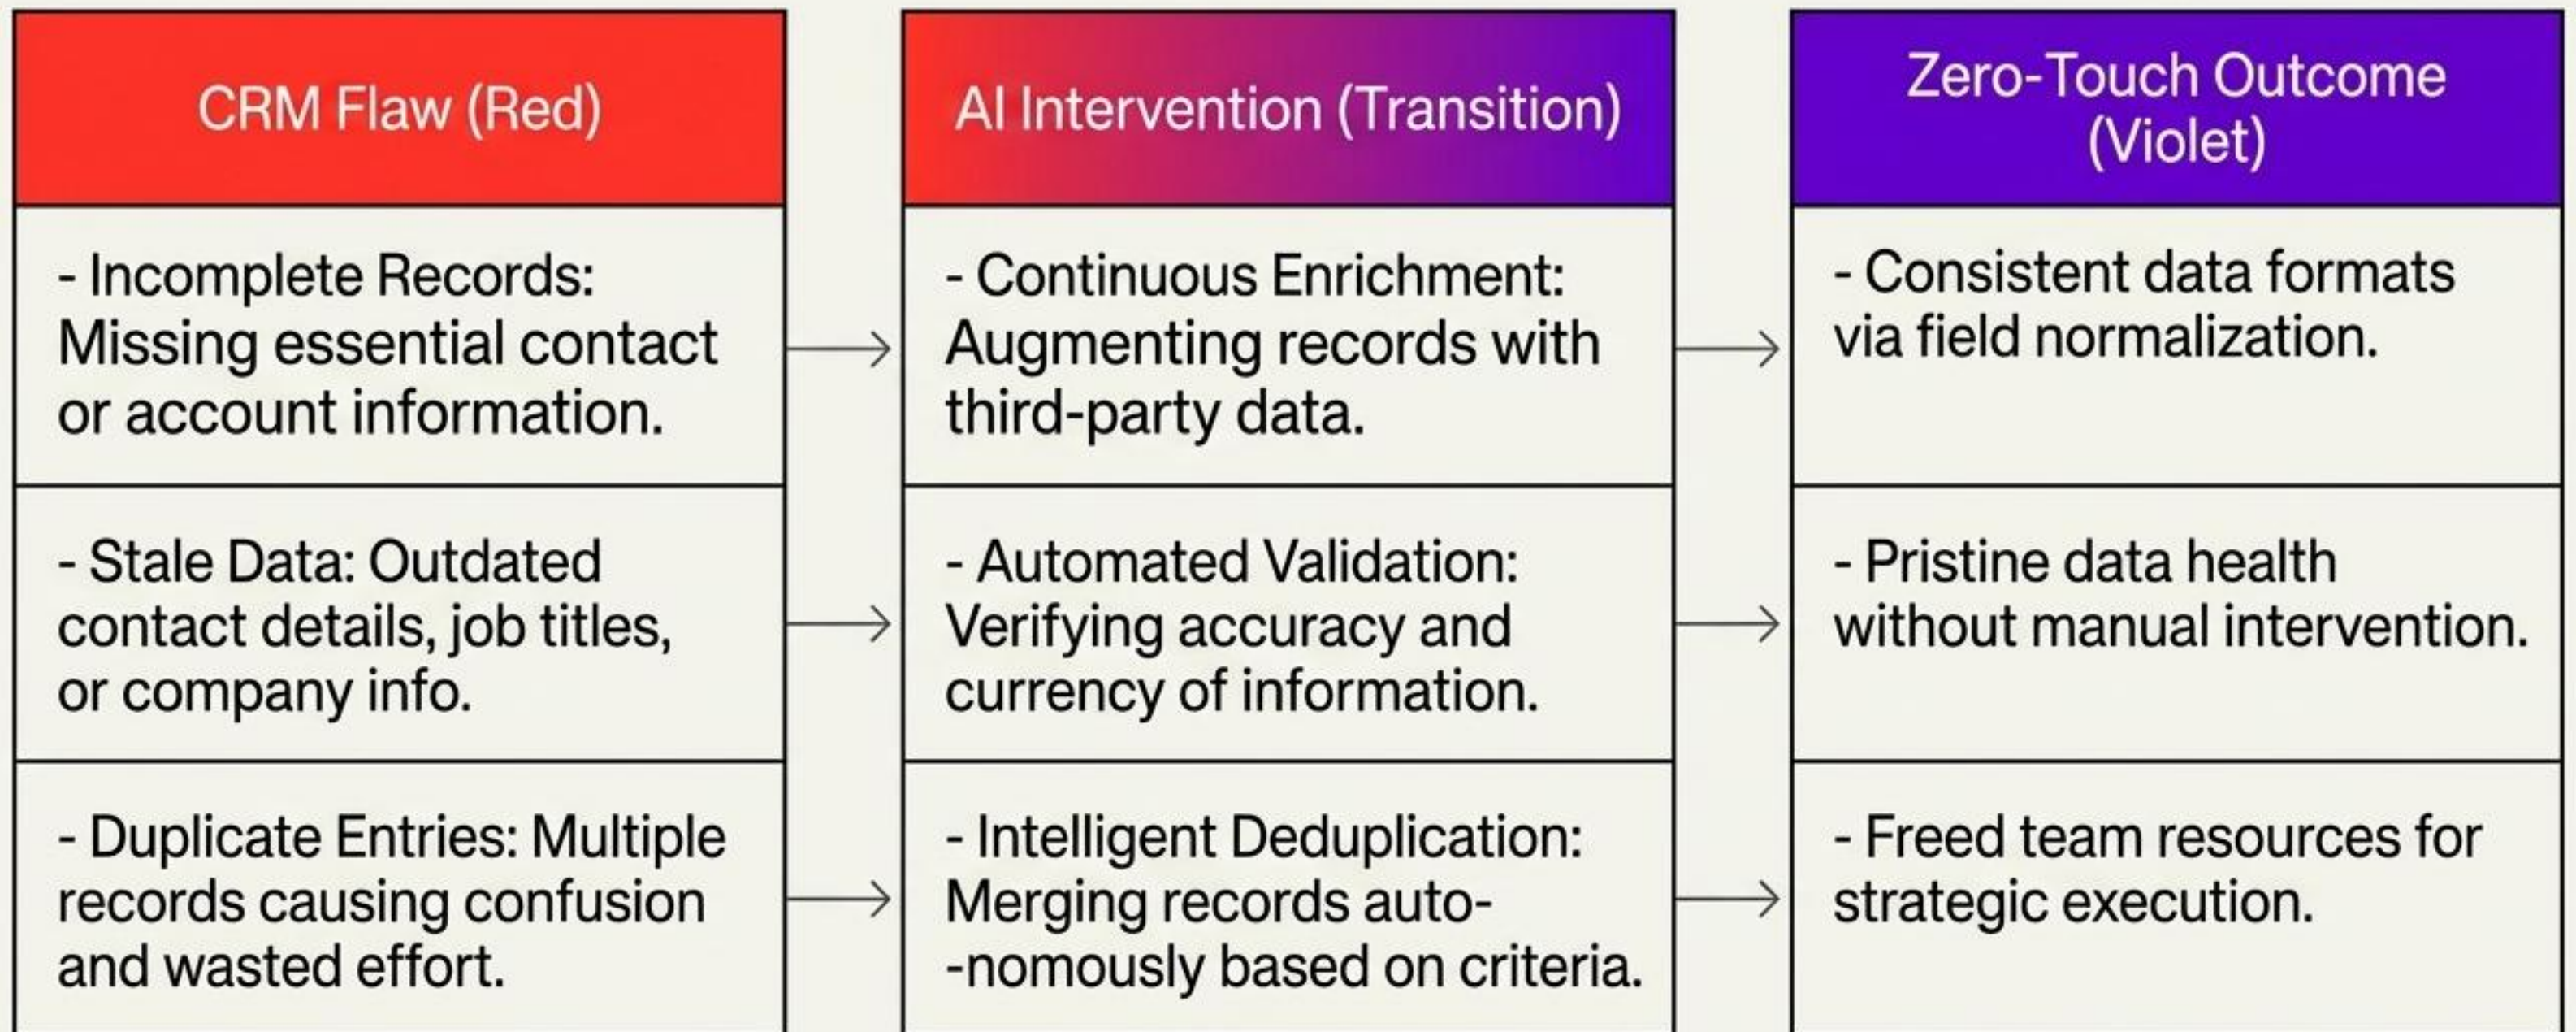 CRM Flaw (Red)
AI Intervention (Transition)
Zero-Touch Outcome
(Violet)
- Incomplete Records:
Missing essential contact
or account information.
- Continuous Enrichment:
Augmenting records with
third-party data.
- Consistent data formats
via field normalization.
- Stale Data: Outdated
contact details, job titles,
or company info.
- Automated Validation:
Verifying accuracy and
currency of information.
- Pristine data health
without manual intervention.
- Duplicate Entries: Multiple
records causing confusion
and wasted effort.
- Intelligent Deduplication:
Merging records auto-
-nomously based on criteria.
- Freed team resources for
strategic execution.